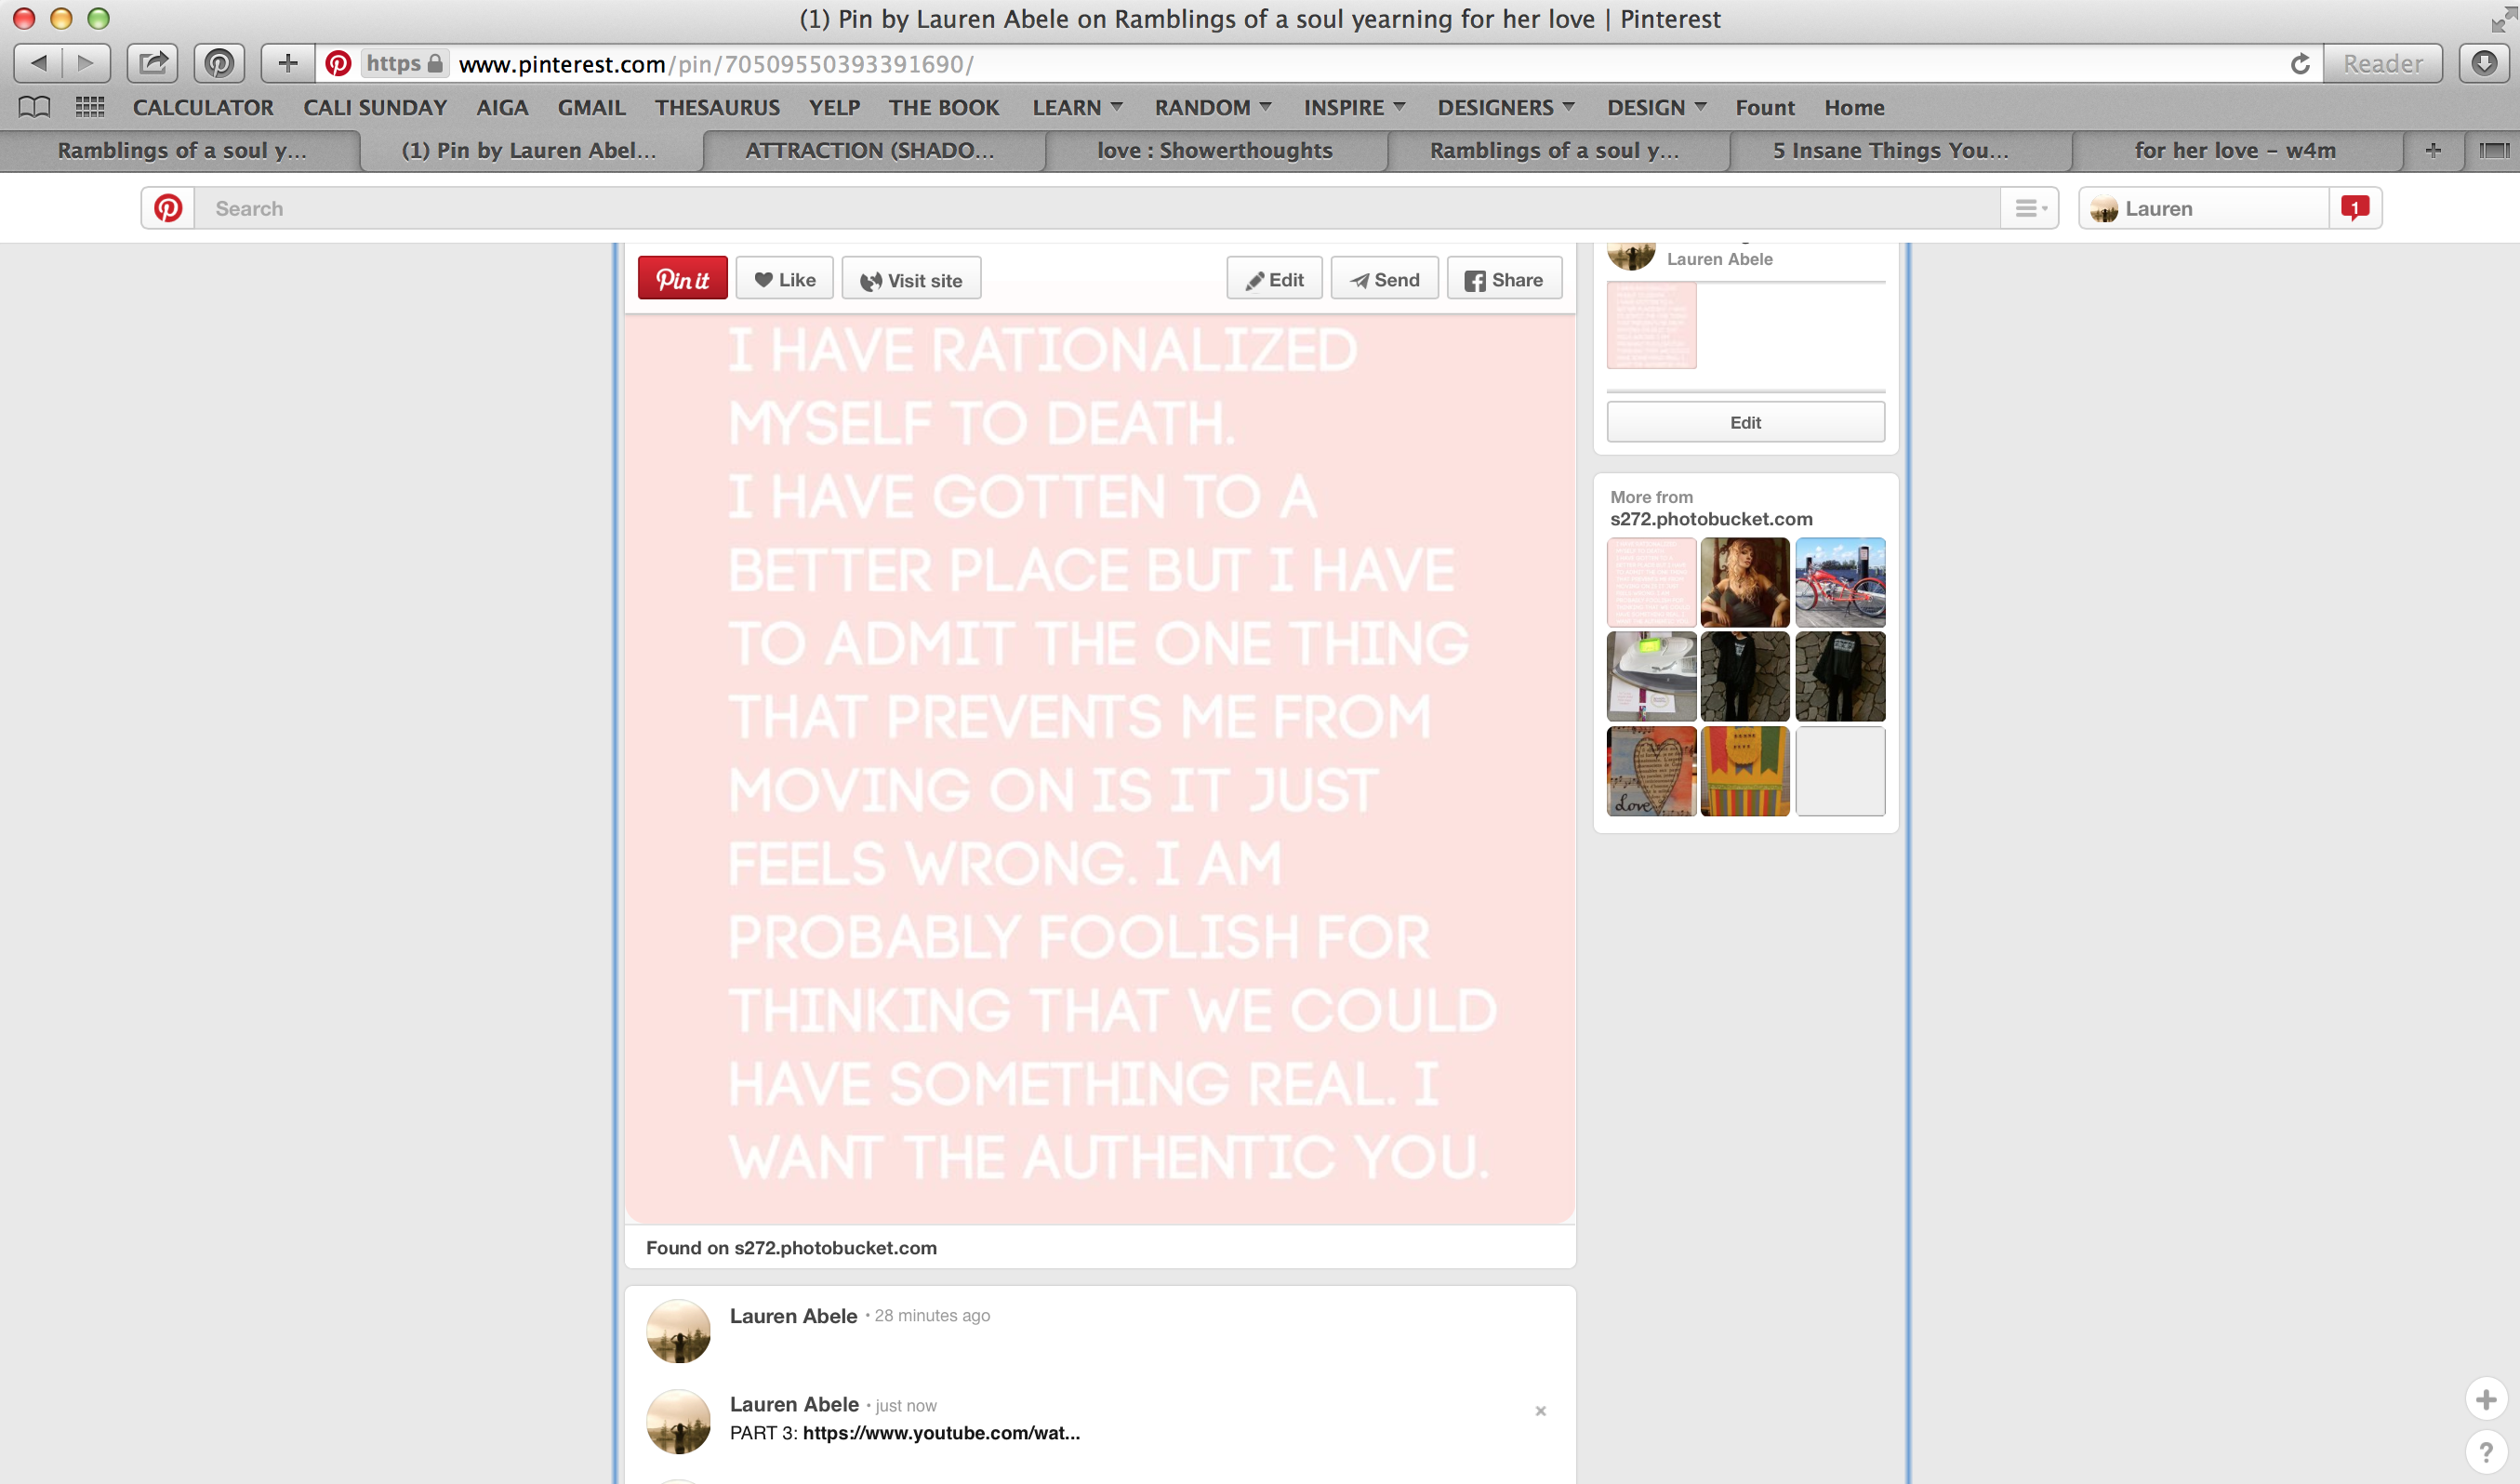 (1) Pin by Lauren Abele on Ramblings of a soul yearning for her love | Pinterest
https www.pinterest.com/pin/70509550393391690/ Reader
CALCULATOR CALI SUNDAY AIGA GMAIL THESAURUS YELP THE BOOK LEARN RANDOM INSPIRE DESIGNERS DESIGN Fount Home
Ramblings of a soul y... (1) Pin by Lauren Abel... ATTRACTION (SHADO... love : Showerthoughts Ramblings of a soul y... 5 Insane Things You... for her love – w4m
Search Lauren 1
Pin it Like Visit site Edit Send Share
Lauren Abele
I HAVE RATIONALIZED
MYSELF TO DEATH.
I HAVE GOTTEN TO A
BETTER PLACE BUT I HAVE
TO ADMIT THE ONE THING
THAT PREVENTS ME FROM
MOVING ON IS IT JUST
FEELS WRONG. I AM
PROBABLY FOOLISH FOR
THINKING THAT WE COULD
HAVE SOMETHING REAL. I
WANT THE AUTHENTIC YOU.
Edit
More from
s272.photobucket.com
Love
Found on s272.photobucket.com
Lauren Abele · 28 minutes ago
Lauren Abele · just now
PART 3: https://www.youtube.com/wat...